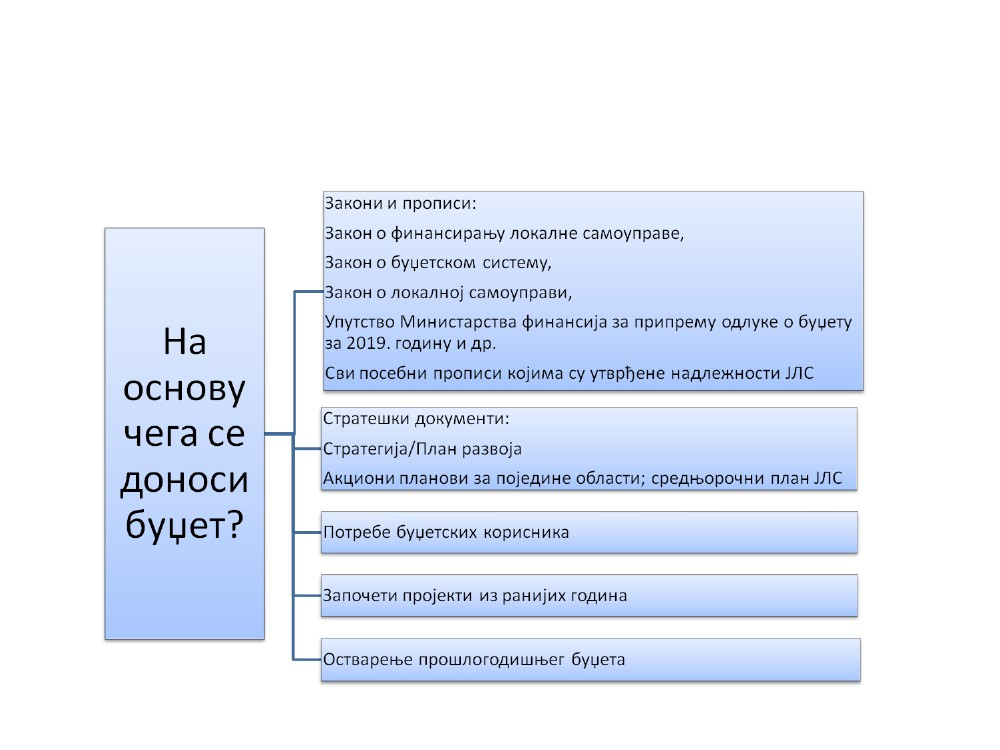 На
основу
чега се
доноси
буџет?
Закони и прописи:
Закон о финансирању локалне самоуправе,
Закон о буџетском систему,
Закон о локалној самоуправи,
Упутство Министарства финансија за припрему одлуке о буџету
за 2019. годину и др.
Сви посебни прописи којима су утврђене надлежности ЈЛС
Стратешки документи:
Стратегија/План развоја
Акциони планови за поједине области; средњорочни план ЈЛС
Потребе буџетских корисника
Започети пројекти из ранијих година
Остварење прошлогодишњег буџета